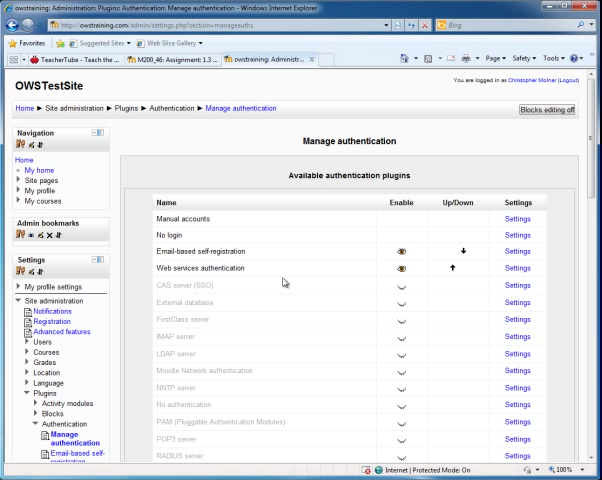 owstraining: Administration: Plugins: Authentication: Manage authentication - Windows Internet Explorer
http://owstraining.com/admin/settings.php?section=manageauths
Bing
Favorites Suggested Sites Web Slice Gallery
TeacherTube - Teach the ... M200_46: Assignment: 1.3 ... owstraining: Administr... X
Page Safety Tools
You are logged in as Christopher Molnar (Logout)
OWSTestSite
Home ► Site administration ► Plugins ► Authentication ► Manage authentication
Blocks editing off
Navigation
Home
My home
Site pages
My profile
My courses
Admin bookmarks
Settings
My profile settings
Site administration
Notifications
Registration
Advanced features
Users
Courses
Grades
Location
Language
Plugins
Activity modules
Blocks
Authentication
Manage
authentication
Email-based self-
registration
Manage authentication
Available authentication plugins
Name Enable Up/Down Settings
Manual accounts Settings
No login Settings
Email-based self-registration Settings
Web services authentication Settings
CAS server (SSO) Settings
External database Settings
FirstClass server Settings
IMAP server Settings
LDAP server Settings
Moodle Network authentication Settings
NNTP server Settings
No authentication Settings
PAM (Pluggable Authentication Modules) Settings
POP3 server Settings
RADIUS server Settings
Internet | Protected Mode: On
100%